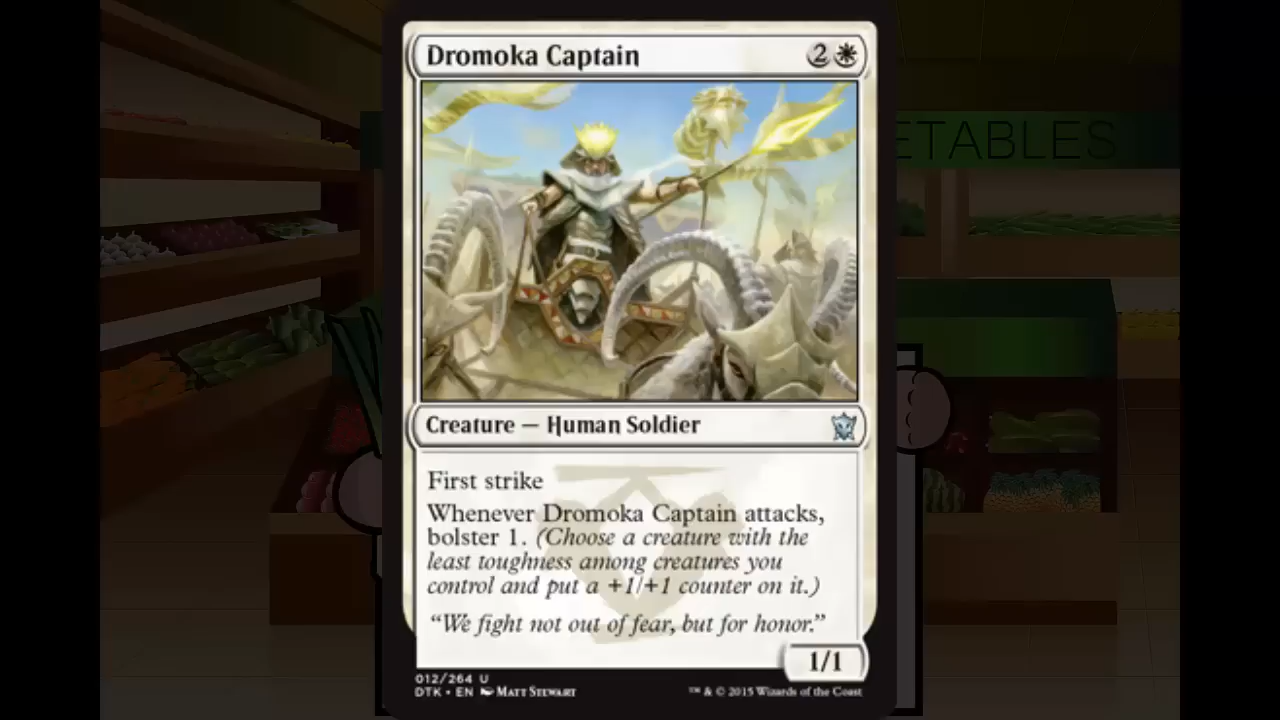 Dromoka Captain 2
ETABLES
Creature — Human Soldier
First strike
Whenever Dromoka Captain attacks,
bolster 1. (Choose a creature with the
least toughness among creatures you
control and put a +1/+1 counter on it.)
“We fight not out of fear, but for honor.”
1/1
012/264 U
DTK • EN Matt Stewart
™ & © 2015 Wizards of the Coast